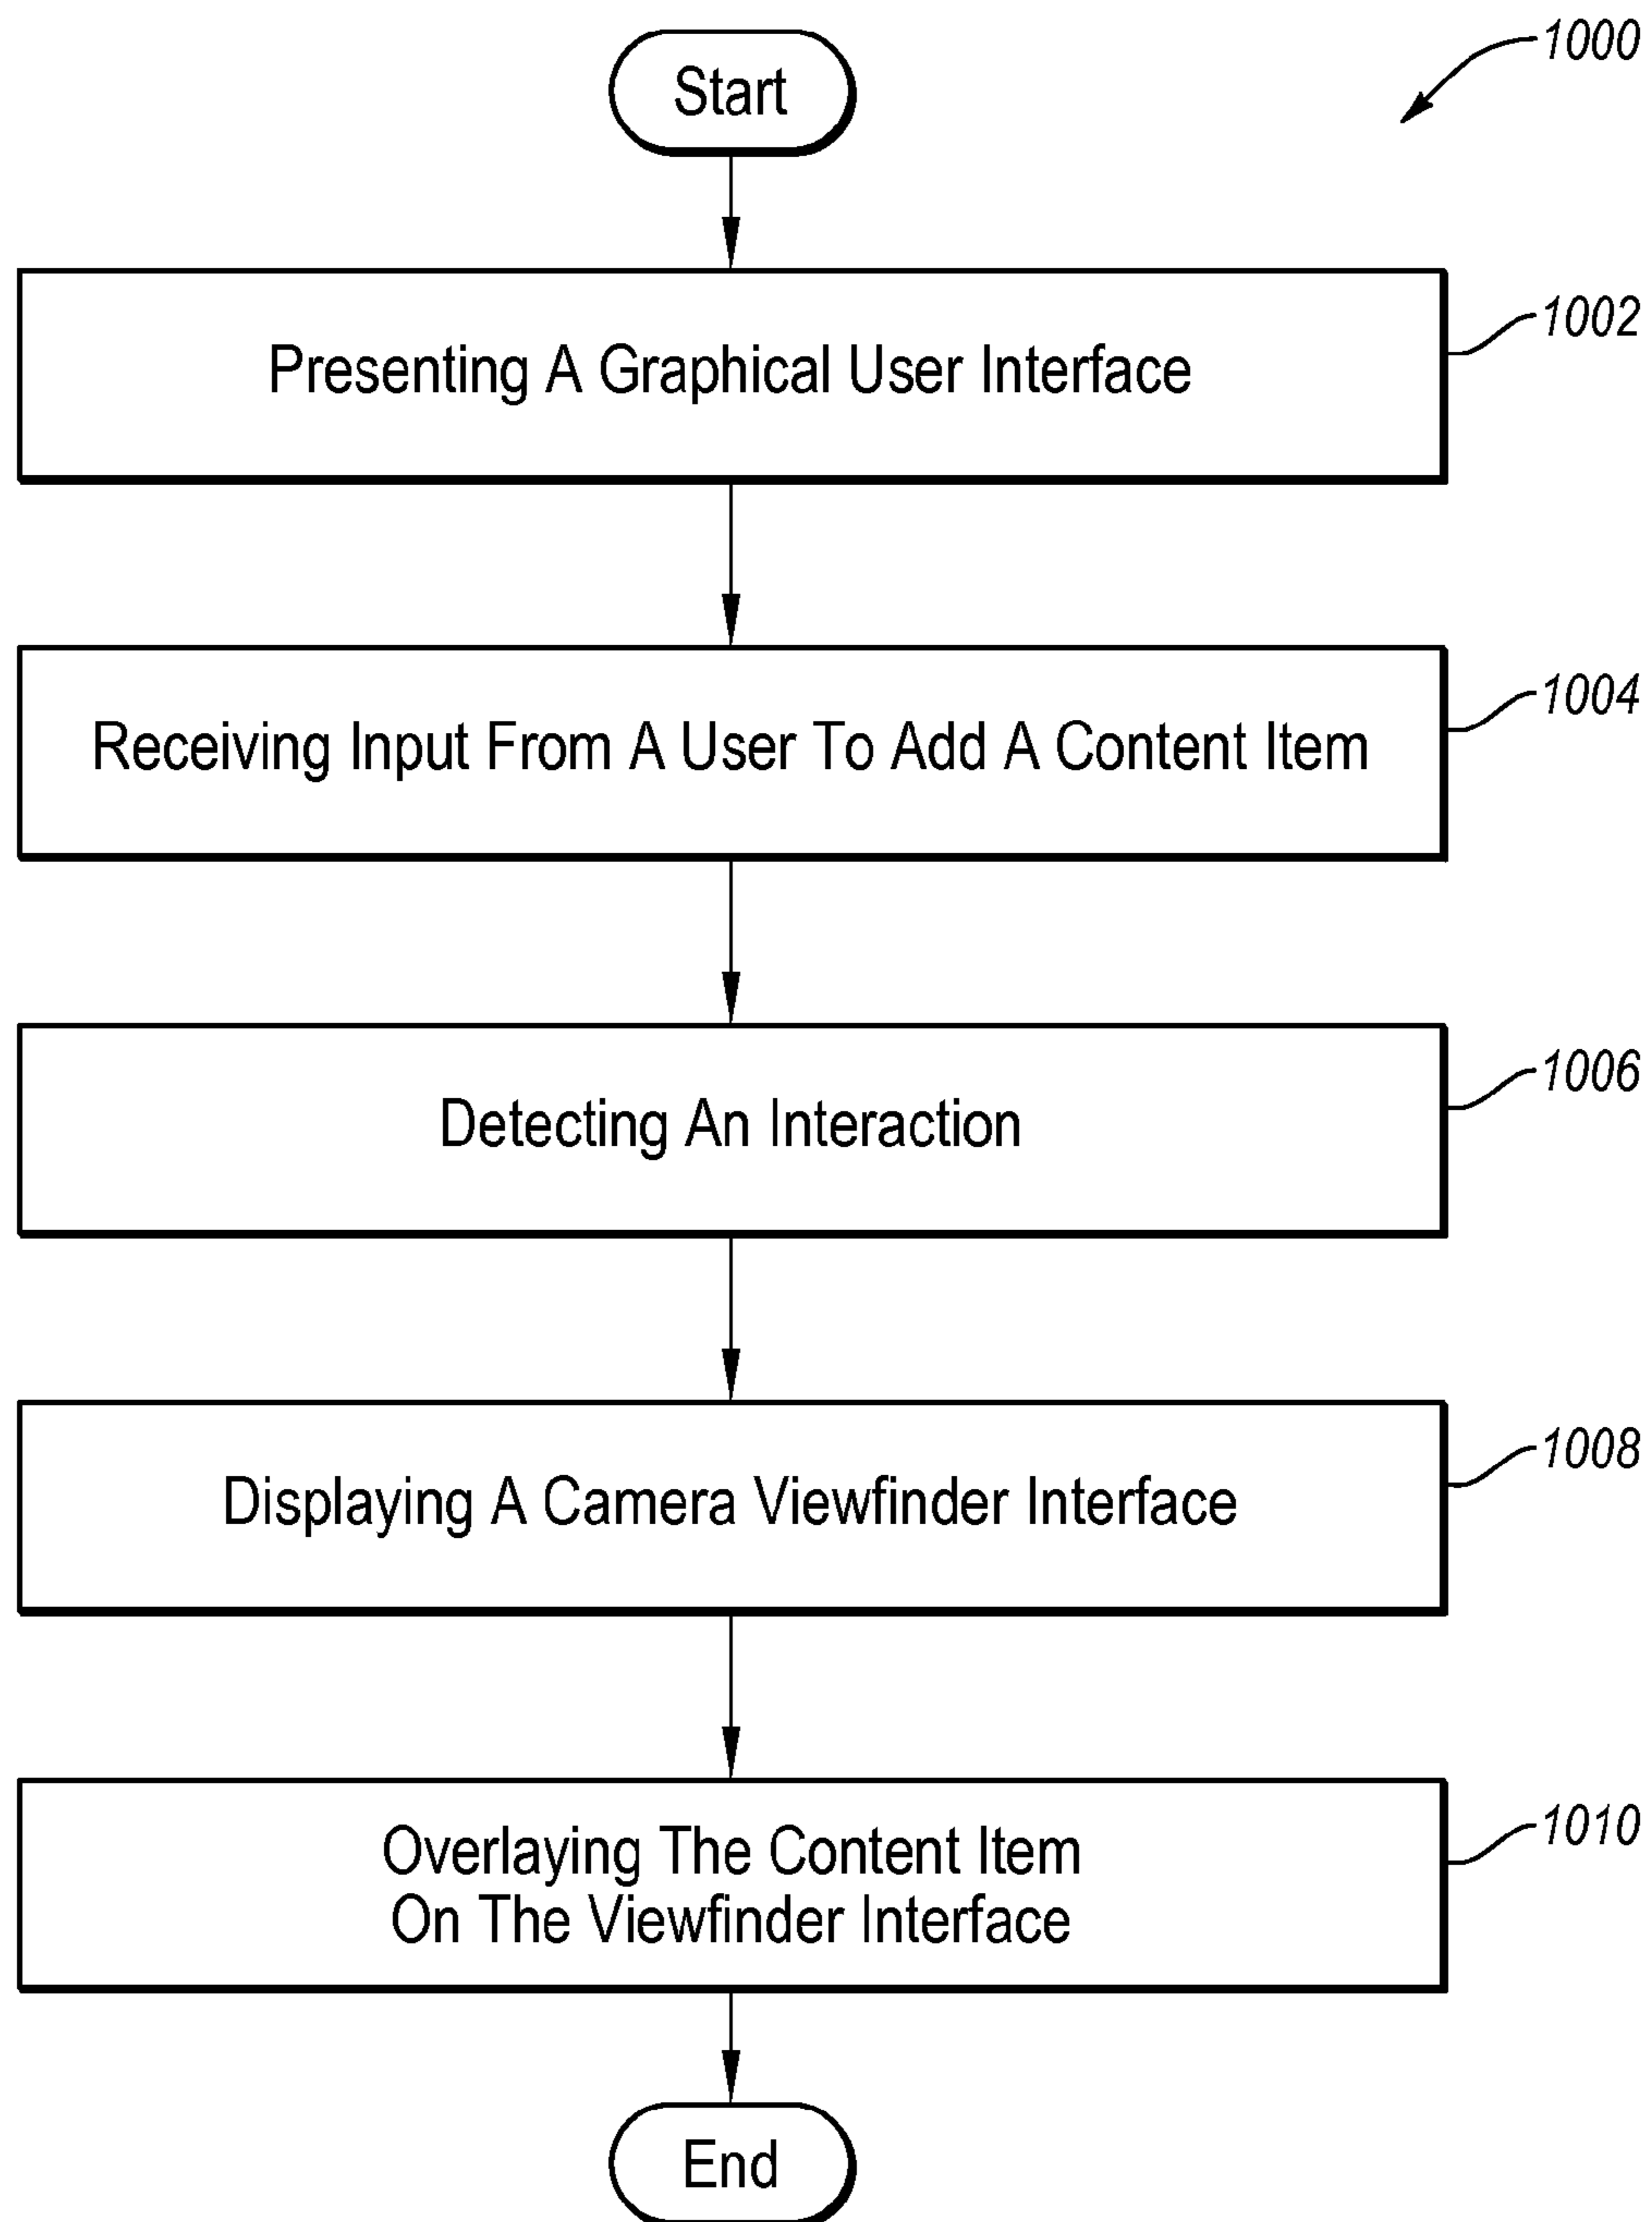 Start
1000
Presenting A Graphical User Interface
1002
Receiving Input From A User To Add A Content Item
1004
Detecting An Interaction
1006
Displaying A Camera Viewfinder Interface
1008
Overlaying The Content Item
On The Viewfinder Interface
1010
End